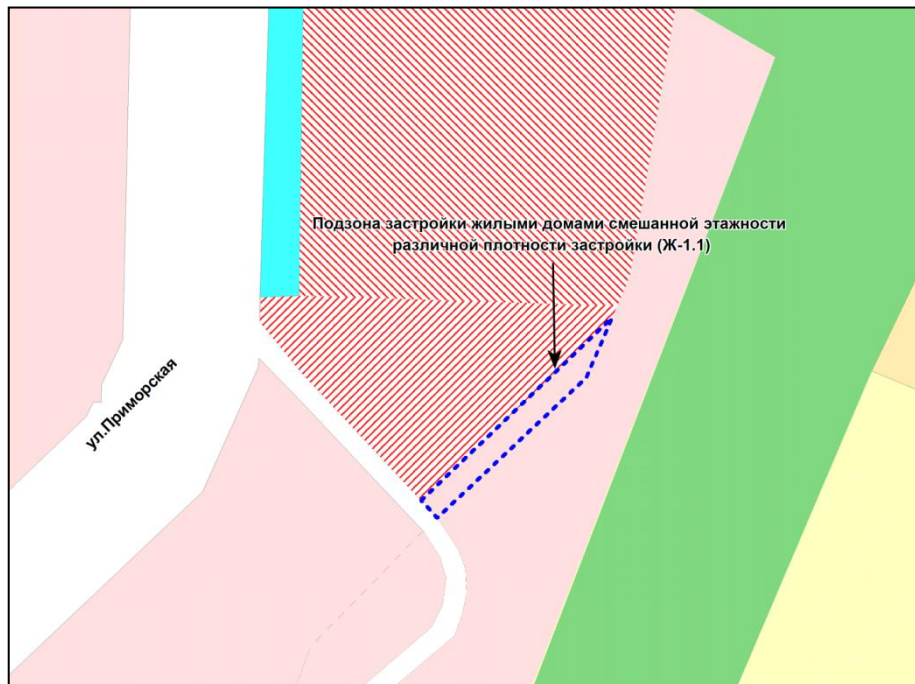 Подзона застройки жилыми домами смешанной этажности
различной плотности застройки (Ж-1.1)
ул.Приморская